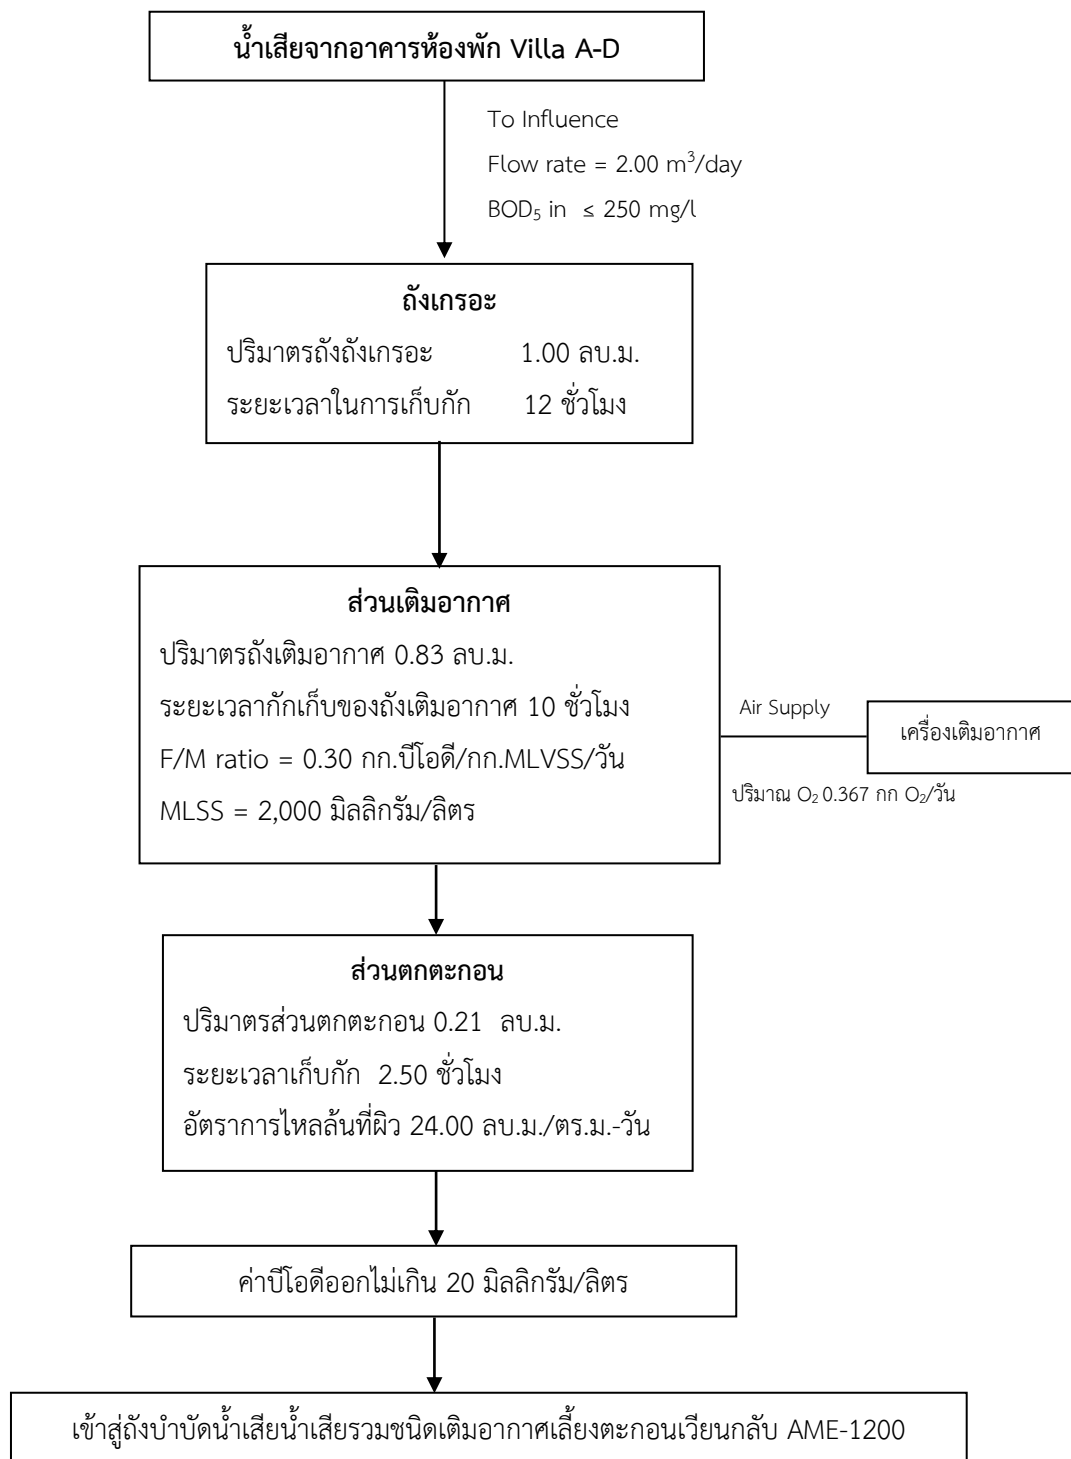 น้ำเสียจากอาคารห้องพัก Villa A-D
To Influence
Flow rate = 2.00 m³/day
BOD₅ in ≤ 250 mg/l
ถังเกรอะ
ปริมาตรถังถังเกรอะ 1.00 ลบ.ม.
ระยะเวลาในการเก็บกัก 12 ชั่วโมง
ส่วนเติมอากาศ
ปริมาตรถังเติมอากาศ 0.83 ลบ.ม.
ระยะเวลากักเก็บของถังเติมอากาศ 10 ชั่วโมง
F/M ratio = 0.30 กก.บีโอดี/กก.MLVSS/วัน
MLSS = 2,000 มิลลิกรัม/ลิตร
Air Supply
เครื่องเติมอากาศ
ปริมาณ O₂ 0.367 กก O₂/วัน
ส่วนตกตะกอน
ปริมาตรส่วนตกตะกอน 0.21 ลบ.ม.
ระยะเวลาเก็บกัก 2.50 ชั่วโมง
อัตราการไหลล้นที่ผิว 24.00 ลบ.ม./ตร.ม.-วัน
ค่าบีโอดีออกไม่เกิน 20 มิลลิกรัม/ลิตร
เข้าสู่ถังบำบัดน้ำเสียน้ำเสียรวมชนิดเติมอากาศเลี้ยงตะกอนเวียนกลับ AME-1200